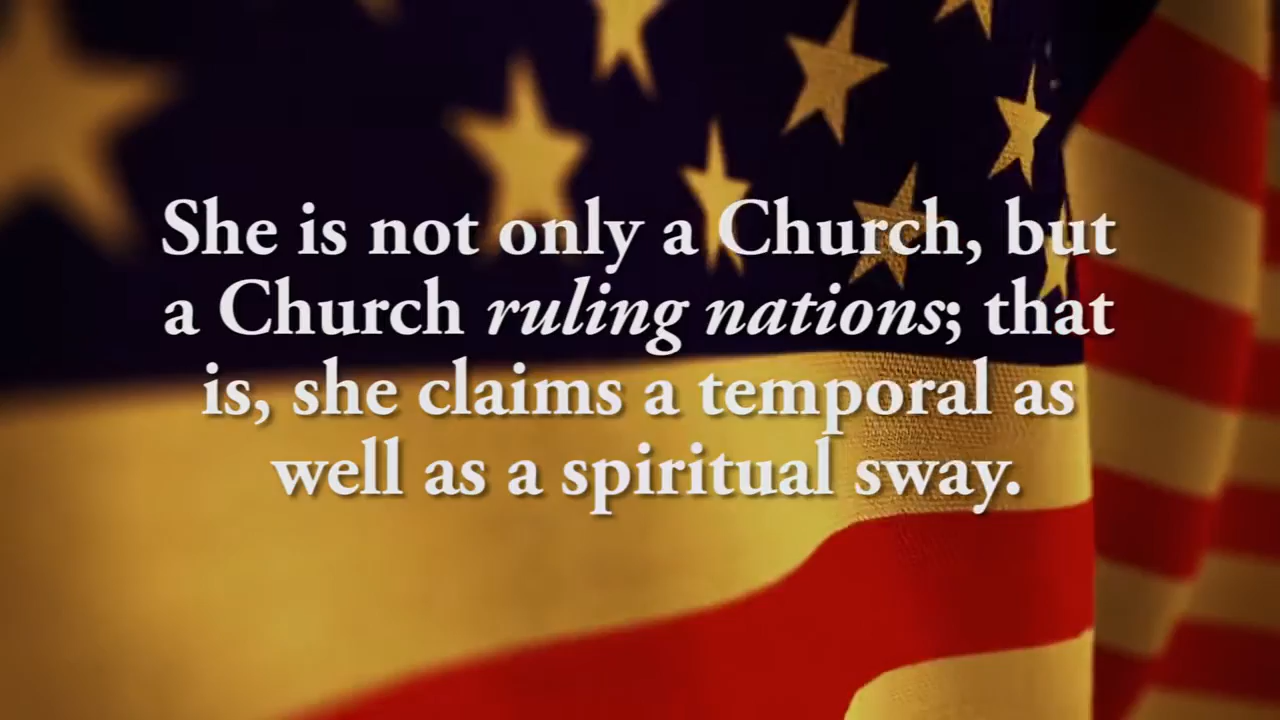 She is not only a Church, but
a Church ruling nations; that
is, she claims a temporal as
well as a spiritual sway.